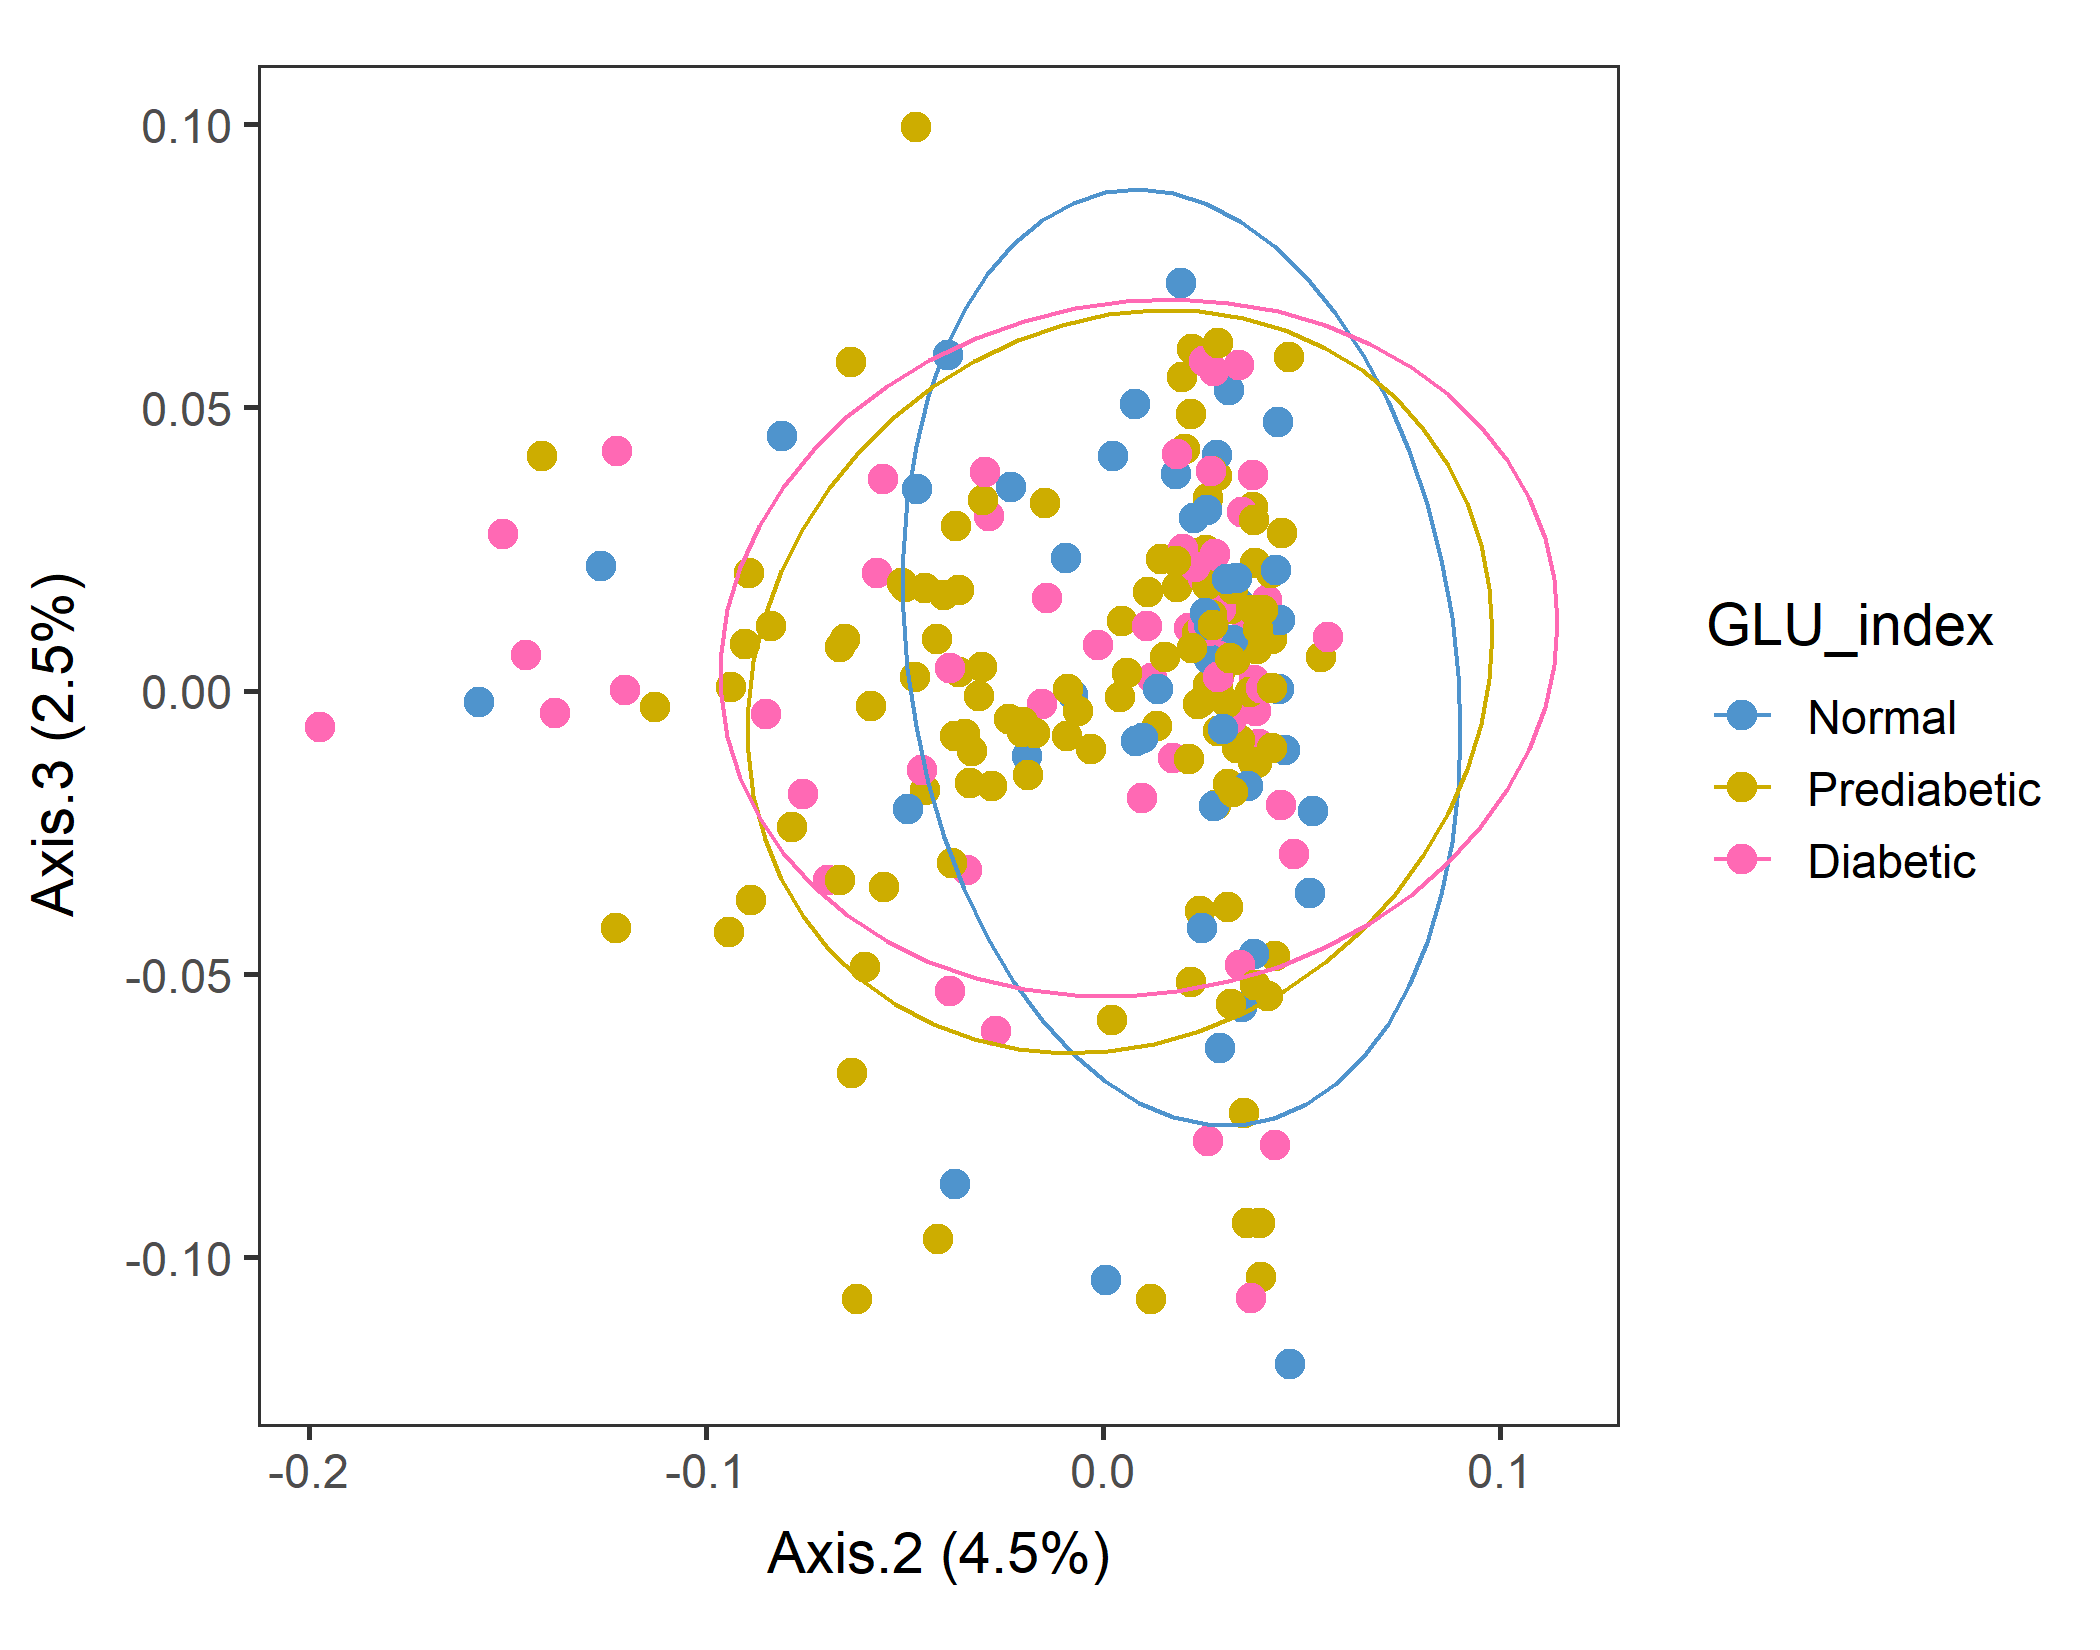 0.10
0.05
0.00
-0.05
-0.10
Axis.3 (2.5%)
-0.2
-0.1
0.0
0.1
Axis.2 (4.5%)
GLU_index
Normal
Prediabetic
Diabetic